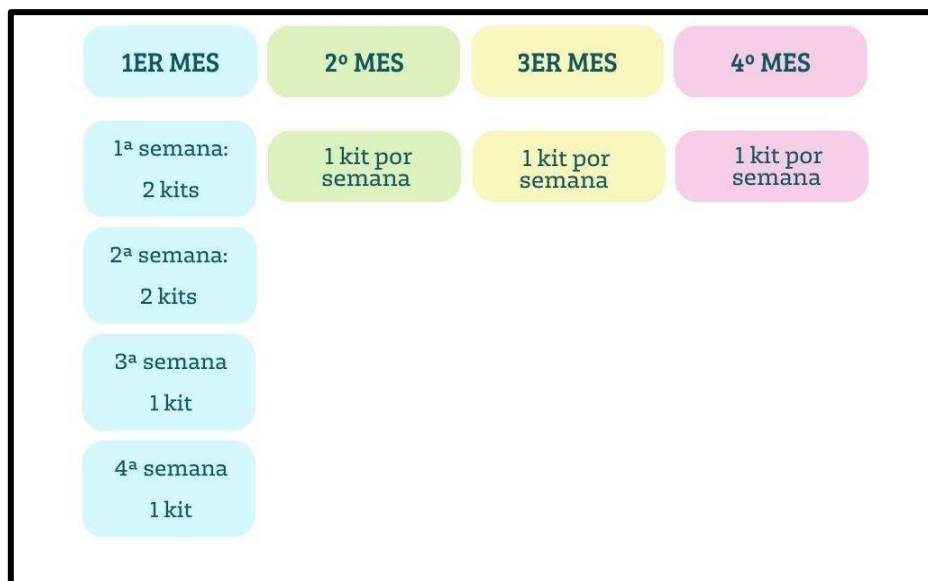 1ER MES
2º MES
3ER MES
4º MES
1ª semana:
2 kits
1 kit por
semana
1 kit por
semana
1 kit por
semana
2ª semana:
2 kits
3ª semana
1 kit
4ª semana
1 kit